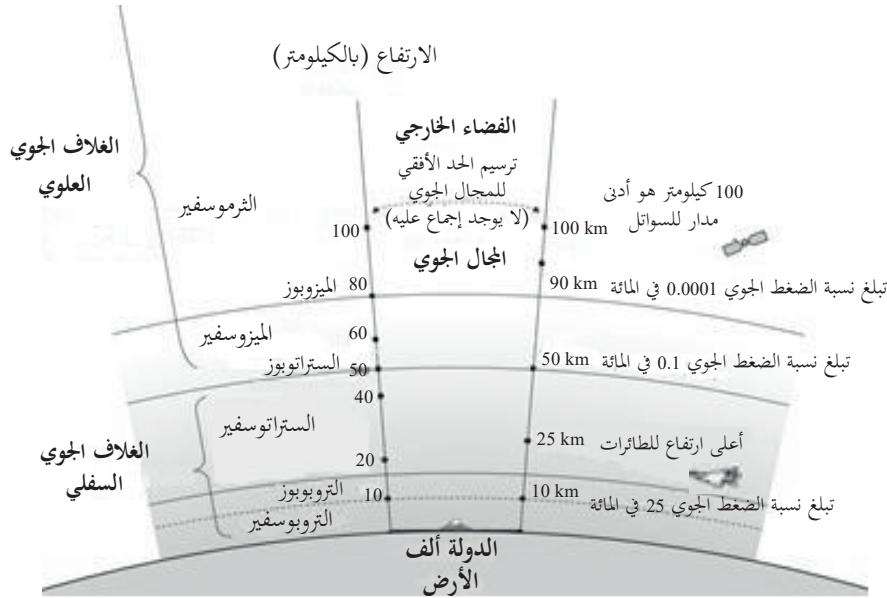 الارتفاع (بالكيلومتر)
الفضاء الخارجي
الغلاف الجوي
العلوي
ترسيم الحد الأفقي
للمجال الجوي
(لا يوجد إجماع عليه)
100 كيلومتر هو أدنى
مدار للسواتل
الثرموسفير
100
100 km
المجال الجوي
الميزوبوز
80
90 km
تبلغ نسبة الضغط الجوي 0.0001 في المائة
الميزوسفير
60
الستراتوبوز
50
50 km
تبلغ نسبة الضغط الجوي 0.1 في المائة
40
الستراتوسفير
الغلاف الجوي
السفلي
25 km
أعلى ارتفاع للطائرات
20
التروبوبوز
10
10 km
تبلغ نسبة الضغط الجوي 25 في المائة
التروبوسفير
الدولة ألف
الأرض